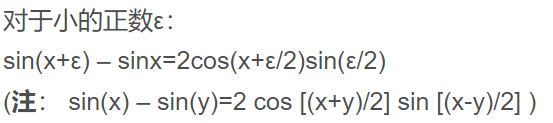 对于小的正数ε：
sin(x+ε) – sinx=2cos(x+ε/2)sin(ε/2)
(注： sin(x) – sin(y)=2 cos [(x+y)/2] sin [(x-y)/2] )